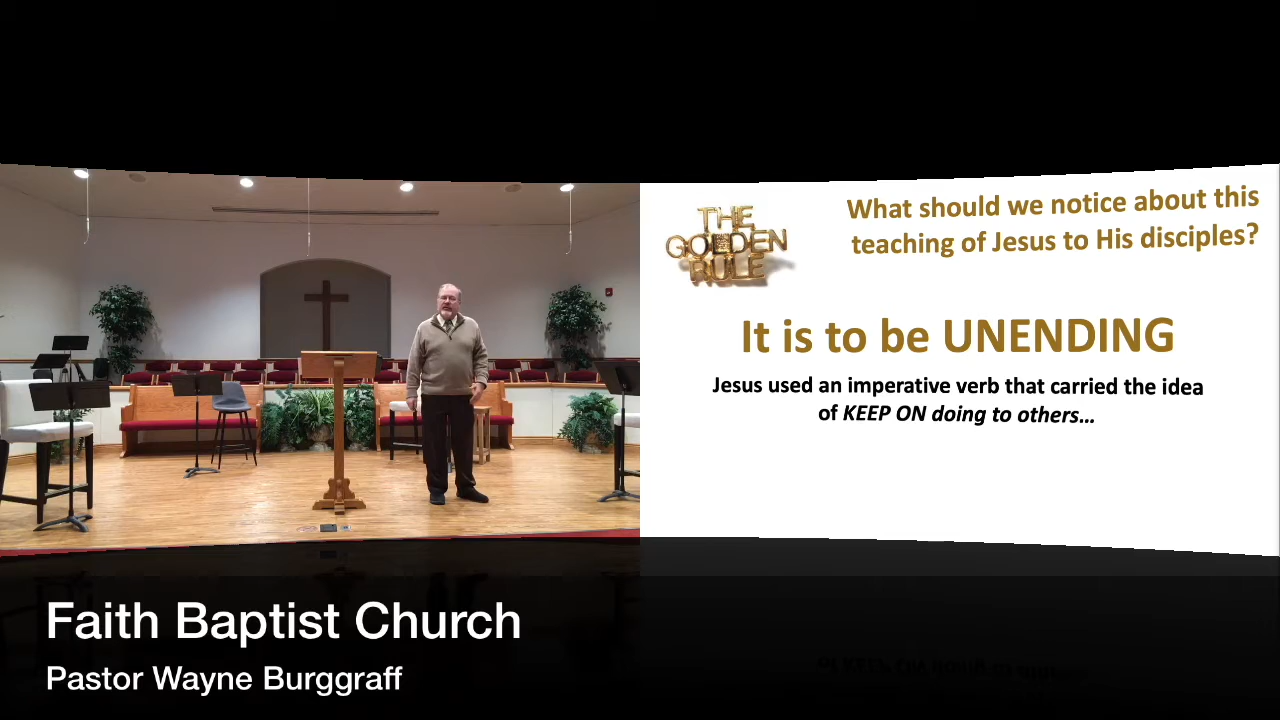 THE
GOLDEN
RULE
What should we notice about this
teaching of Jesus to His disciples?
It is to be UNENDING
Jesus used an imperative verb that carried the idea
of KEEP ON doing to others...
Faith Baptist Church
Pastor Wayne Burggraff